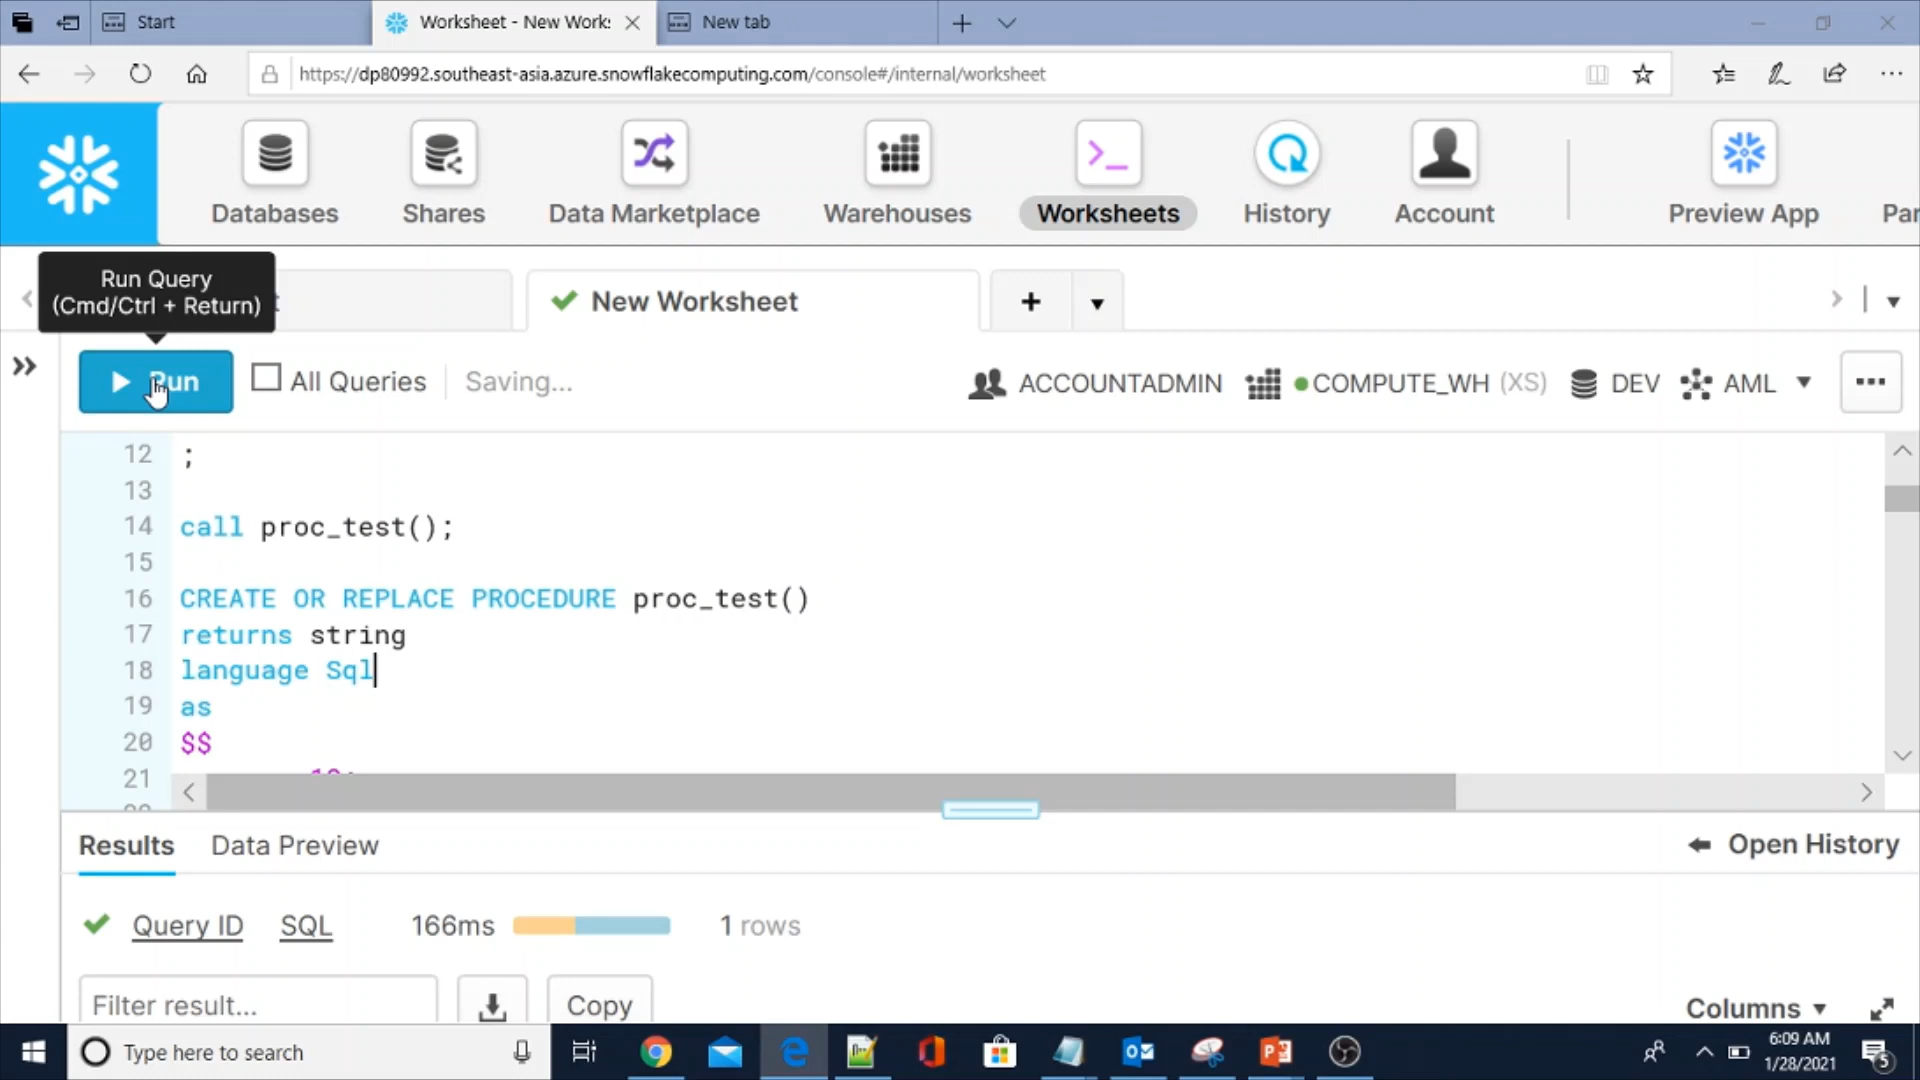 Start
Worksheet - New Work:
New tab
https://dp80992.southeast-asia.azure.snowflakecomputing.com/console#/internal/worksheet
Databases
Shares
Data Marketplace
Warehouses
Worksheets
History
Account
Preview App
Par
Run Query
(Cmd/Ctrl + Return)
New Worksheet
Run
All Queries
Saving...
ACCOUNTADMIN
COMPUTE_WH (XS)
DEV
AML
12 ;
13
14 call proc_test();
15
16 CREATE OR REPLACE PROCEDURE proc_test()
17 returns string
18 language Sql
19 as
20 $$
21
Results
Data Preview
Open History
Query ID
SQL
166ms
1 rows
Filter result...
Copy
Columns
Type here to search
6:09 AM
1/28/2021
5